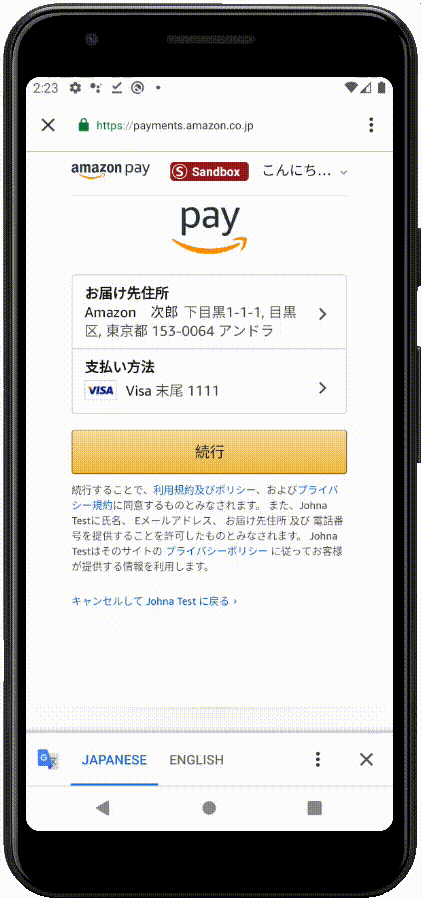 2:23
https://payments.amazon.co.jp
amazon pay
S Sandbox
こんにち...
pay
お届け先住所
Amazon 次郎 下目黒1-1-1, 目黒
区, 東京都 153-0064 アンドラ
支払い方法
VISA Visa 末尾 1111
続行
続行することで、利用規約及びポリシー、およびプライバ
シー規約に同意するものとみなされます。 また、Johna
Testに氏名、 Eメールアドレス、 お届け先住所 及び 電話番
号を提供することを許可したものとみなされます。 Johna
Testはそのサイトの プライバシーポリシー に従ってお客様
が提供する情報を利用します。
キャンセルして Johna Test に戻る ›
G JAPANESE ENGLISH